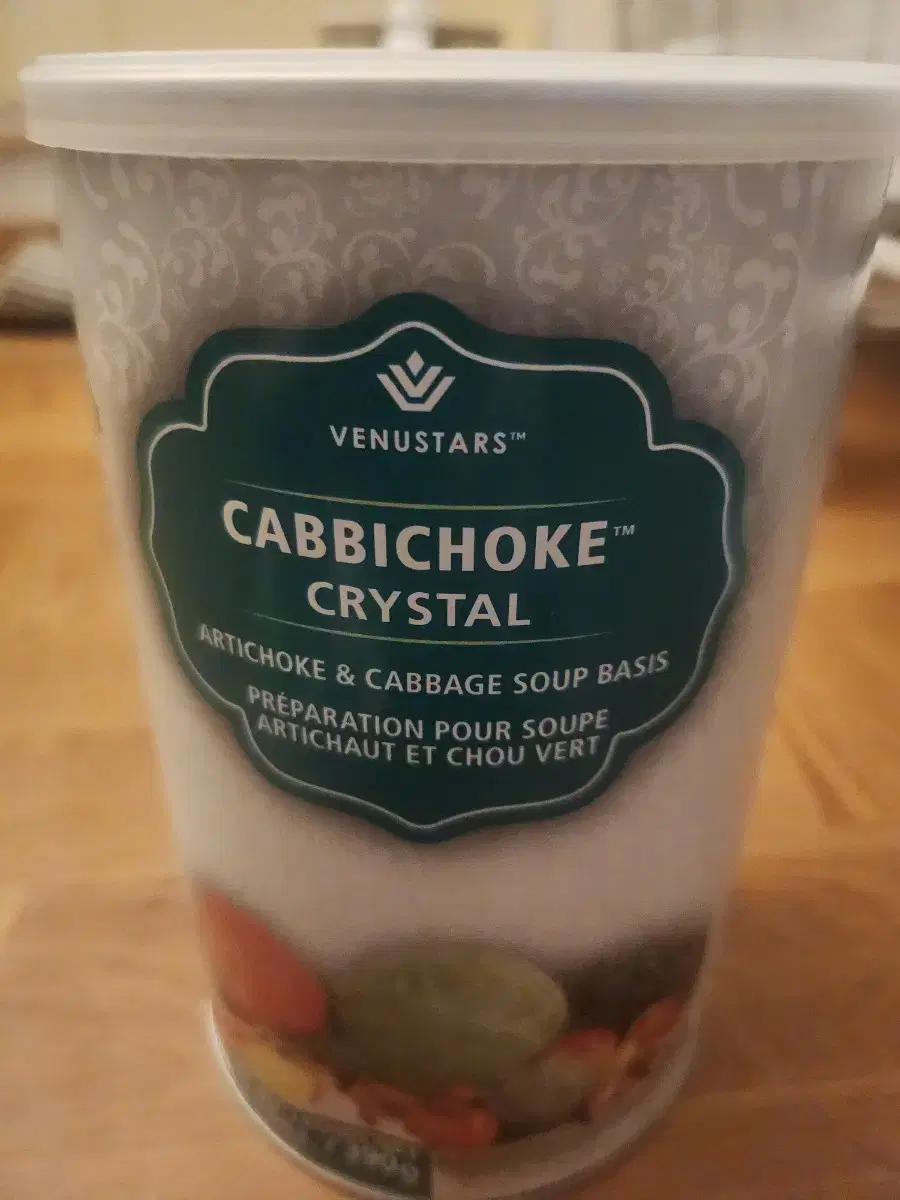 VENUSTARS™
CABBICHOKE™
CRYSTAL
ARTICHOKE & CABBAGE SOUP BASIS
PRÉPARATION POUR SOUPE
ARTICHAUT ET CHOU VERT